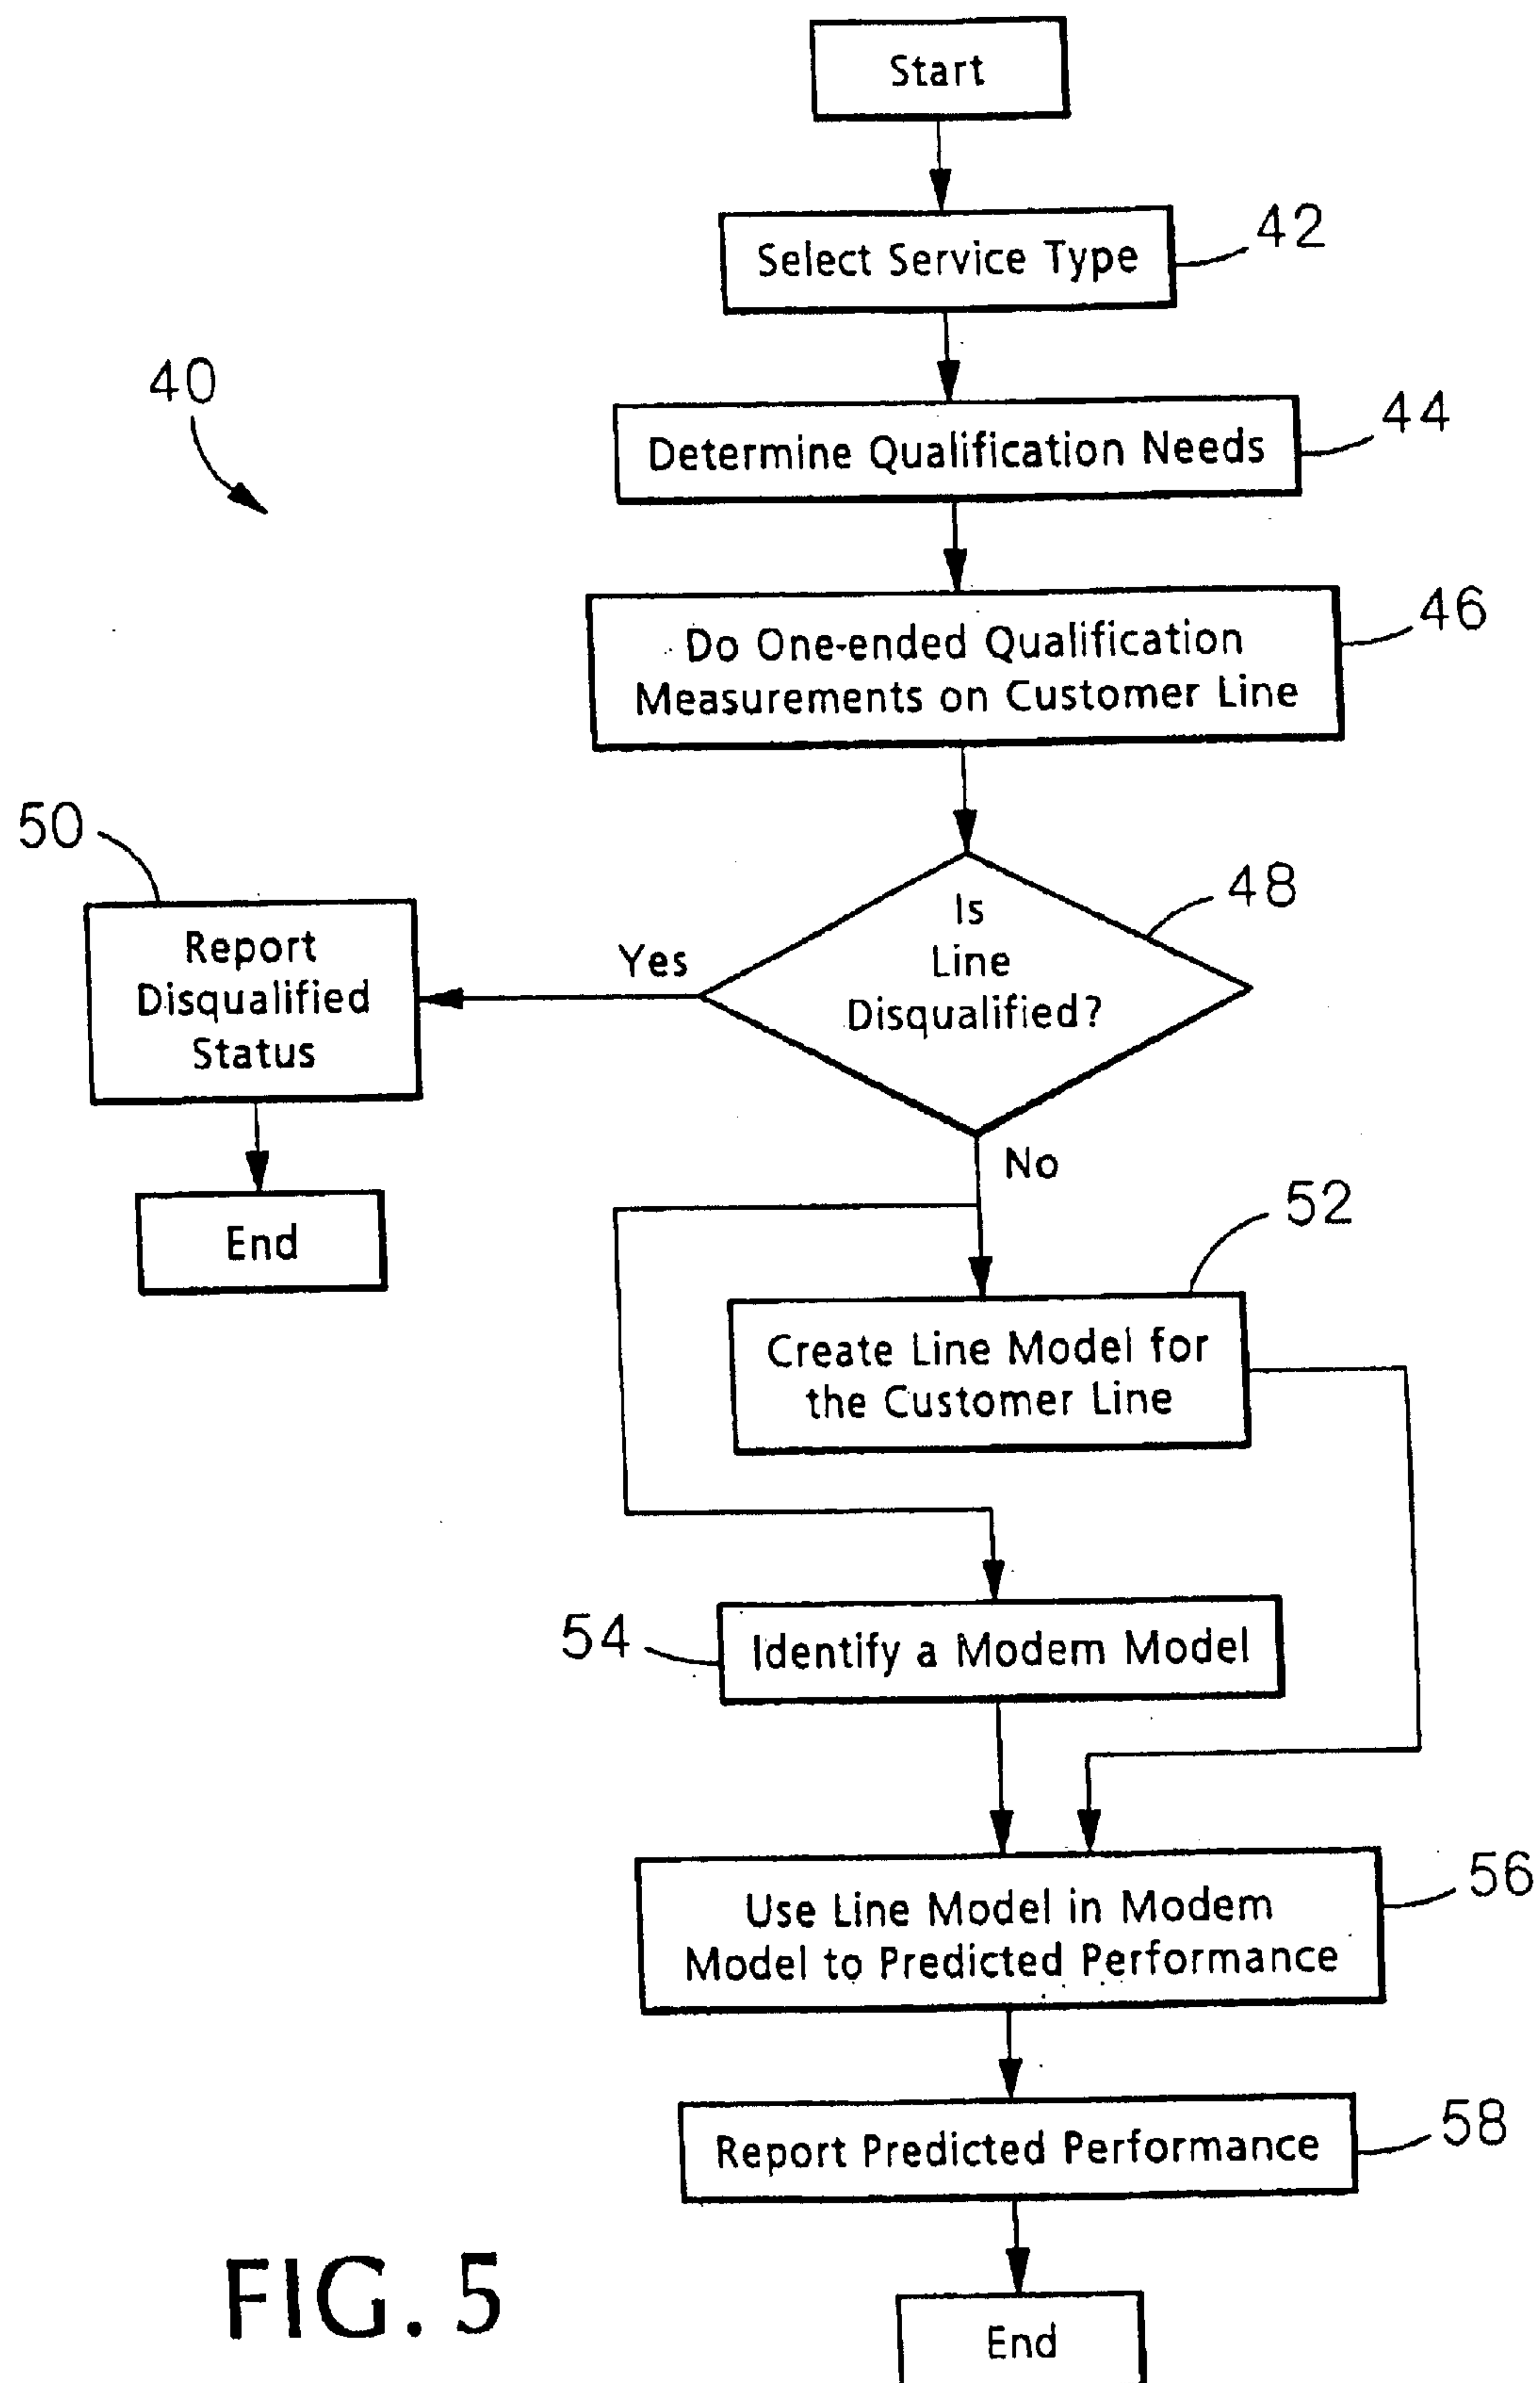 Start
Select Service Type
42
40
Determine Qualification Needs
44
Do One-ended Qualification
Measurements on Customer Line
46
Is
Line
Disqualified?
48
Yes
50
Report
Disqualified
Status
End
No
Create Line Model for
the Customer Line
52
54
Identify a Modem Model
Use Line Model in Modem
Model to Predicted Performance
56
Report Predicted Performance
58
End
FIG. 5